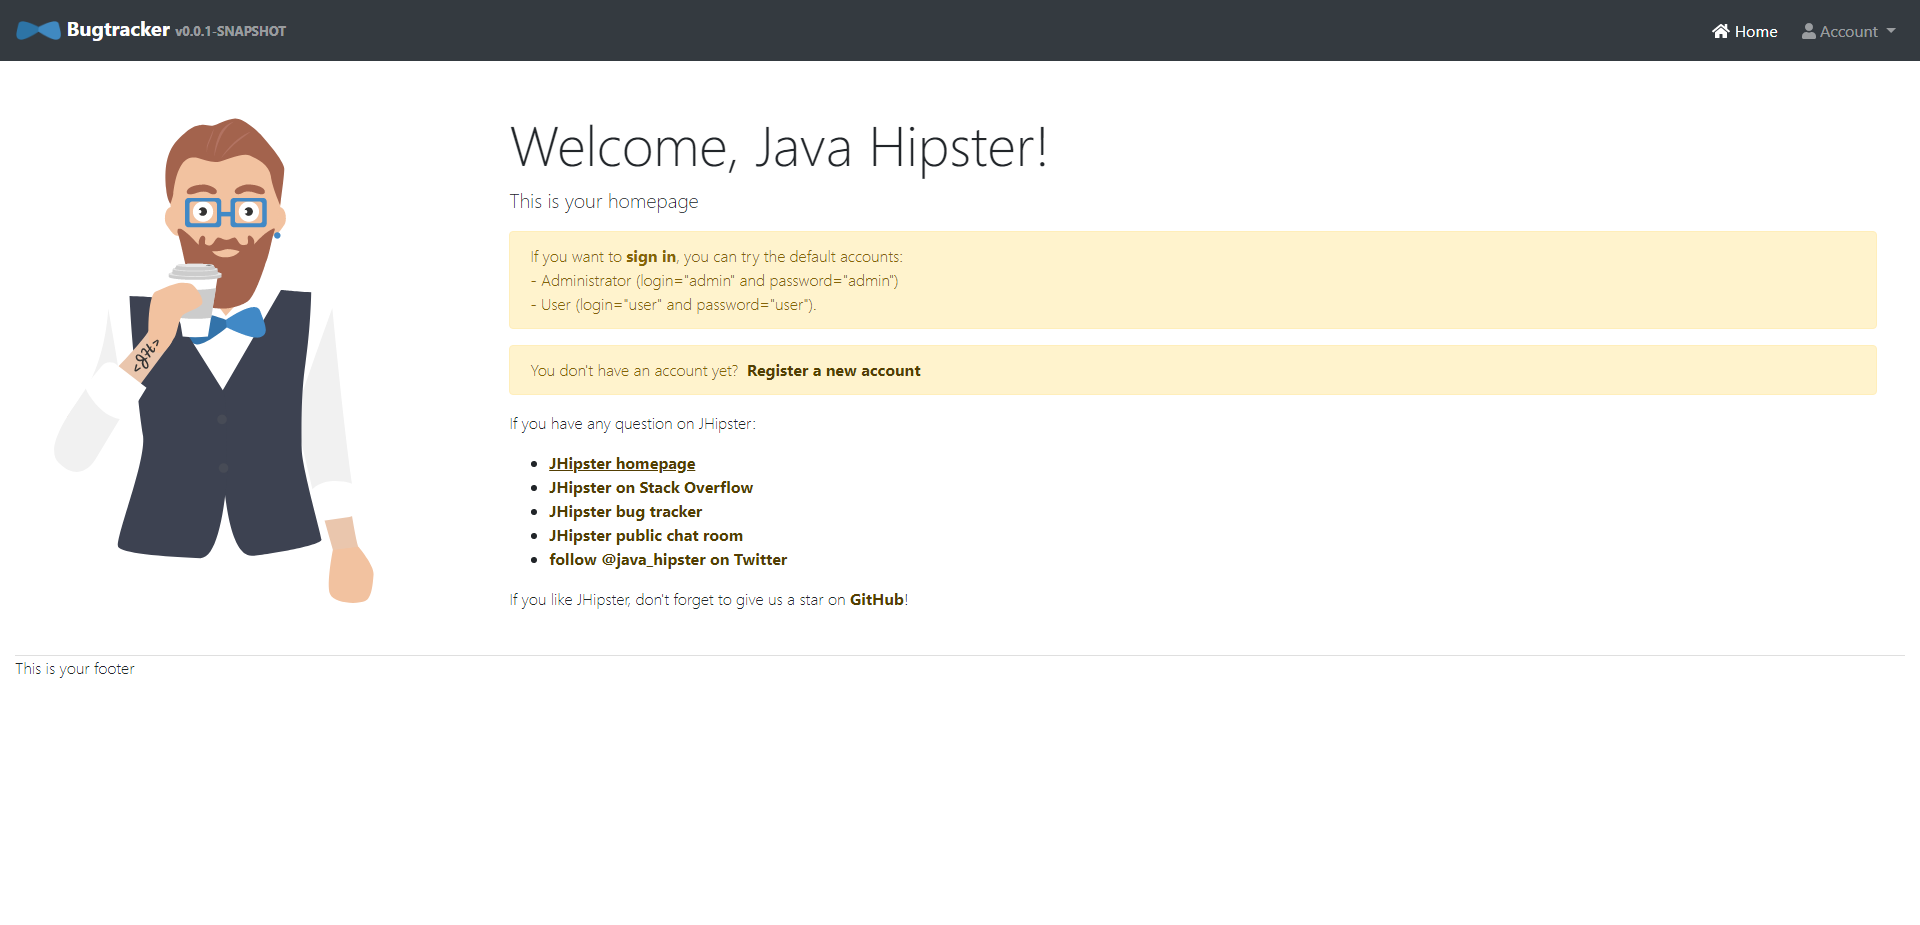 Bugtracker v0.0.1-SNAPSHOT
Home
Account
Welcome, Java Hipster!
This is your homepage
If you want to sign in, you can try the default accounts:
- Administrator (login="admin" and password="admin")
- User (login="user" and password="user").
You don't have an account yet? Register a new account
If you have any question on JHipster:
JHipster homepage
JHipster on Stack Overflow
JHipster bug tracker
JHipster public chat room
follow @java_hipster on Twitter
If you like JHipster, don't forget to give us a star on GitHub!
<JH>
This is your footer